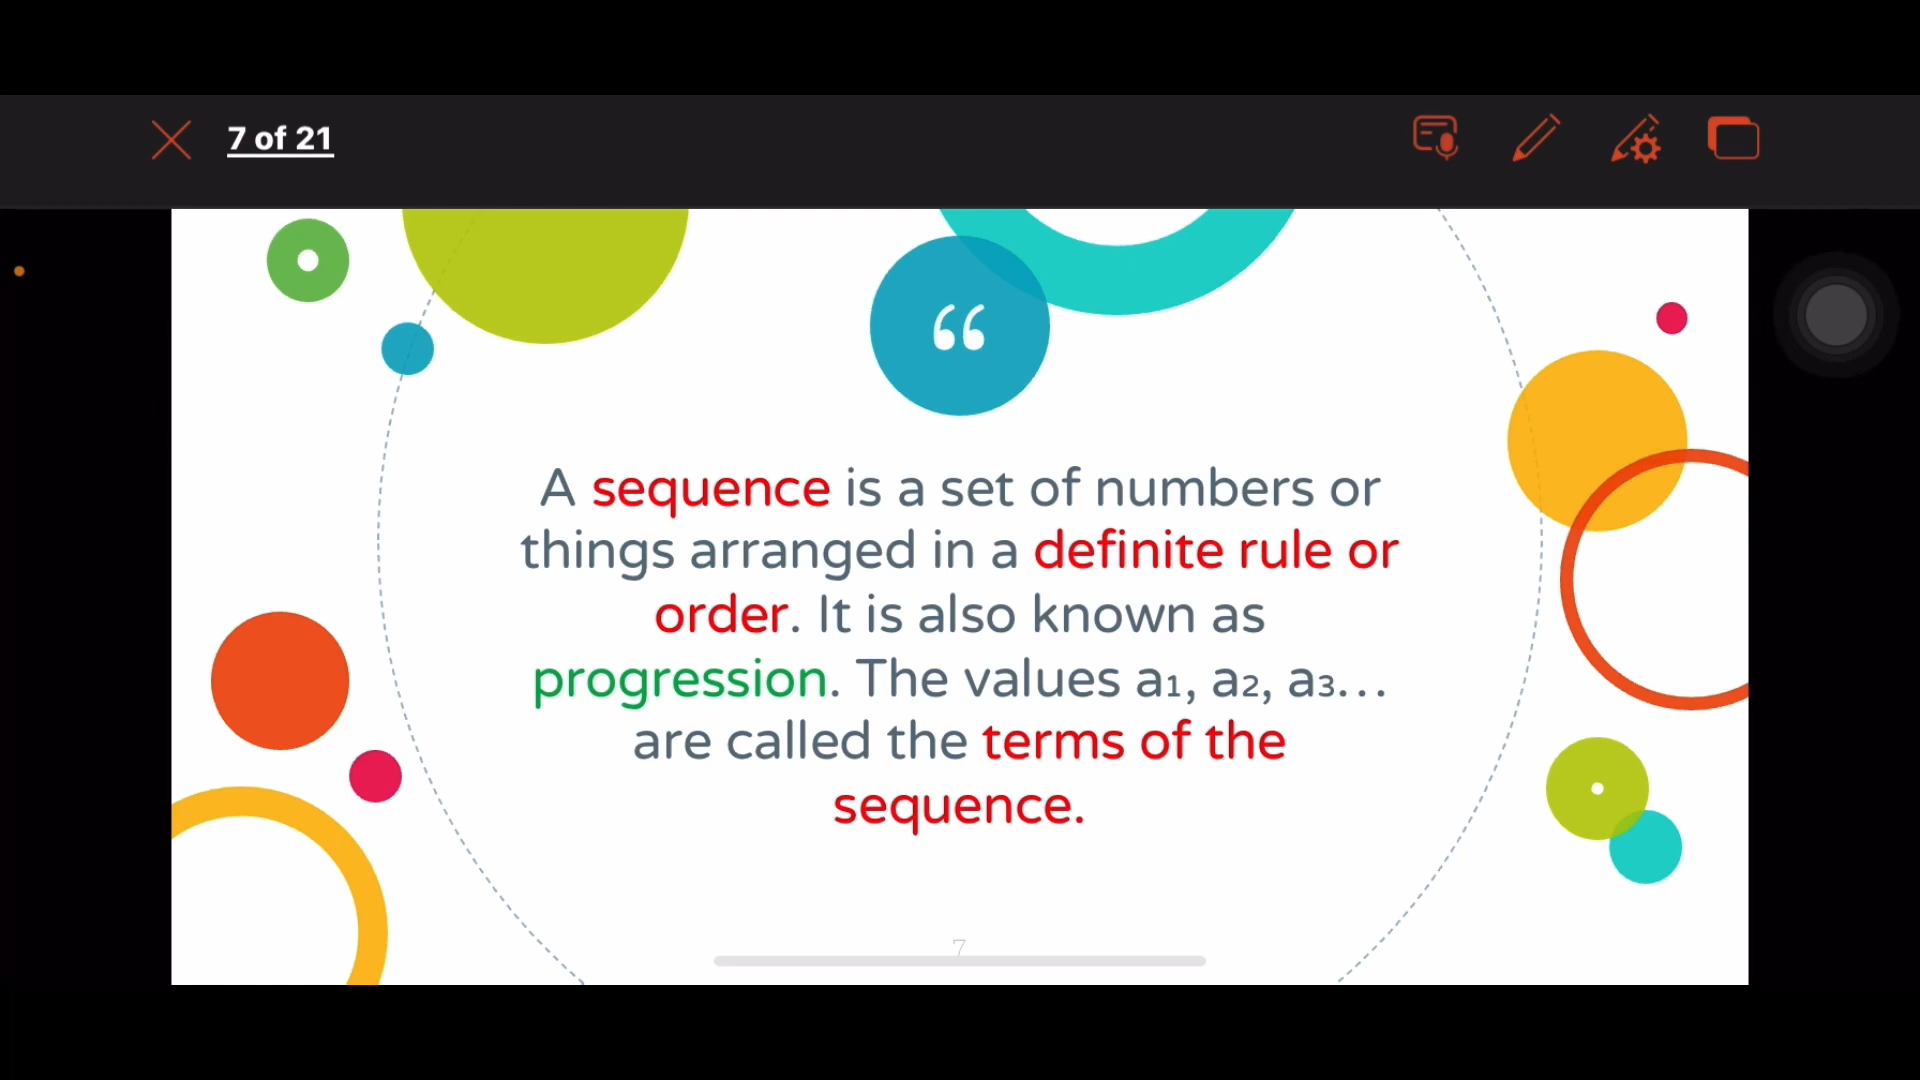 7 of 21
“
A sequence is a set of numbers or
things arranged in a definite rule or
order. It is also known as
progression. The values a₁, a₂, a₃...
are called the terms of the
sequence.
7